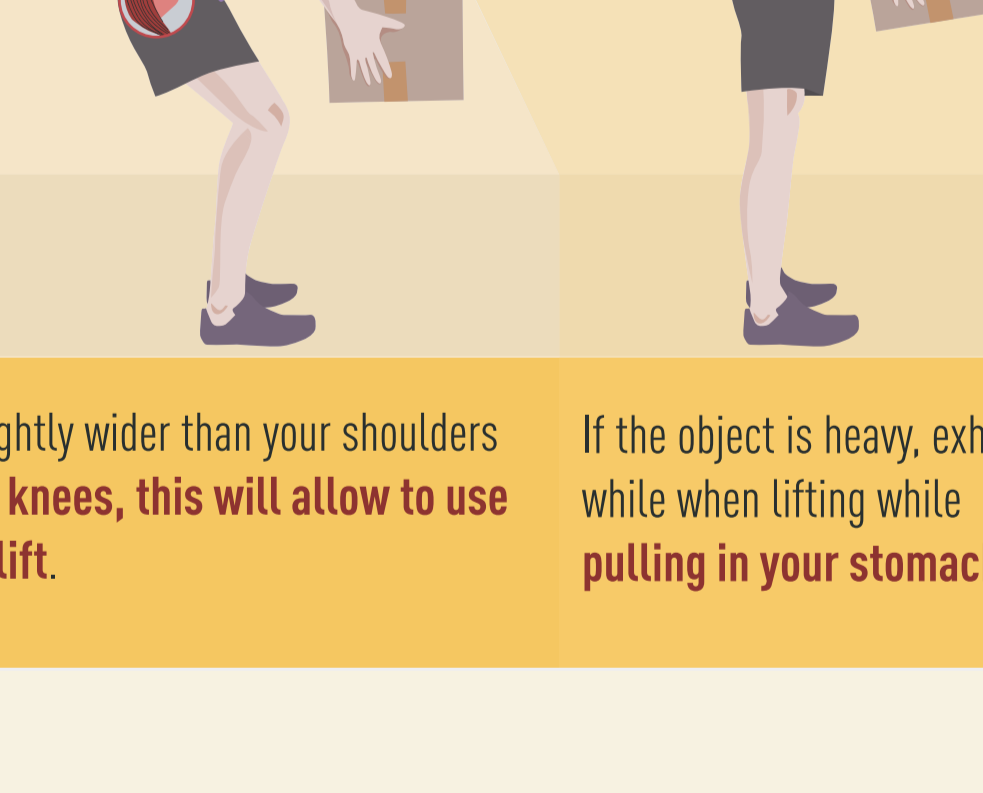 ghtly wider than your shoulders
knees, this will allow to use
lift.
If the object is heavy, exh
while when lifting while
pulling in your stomac